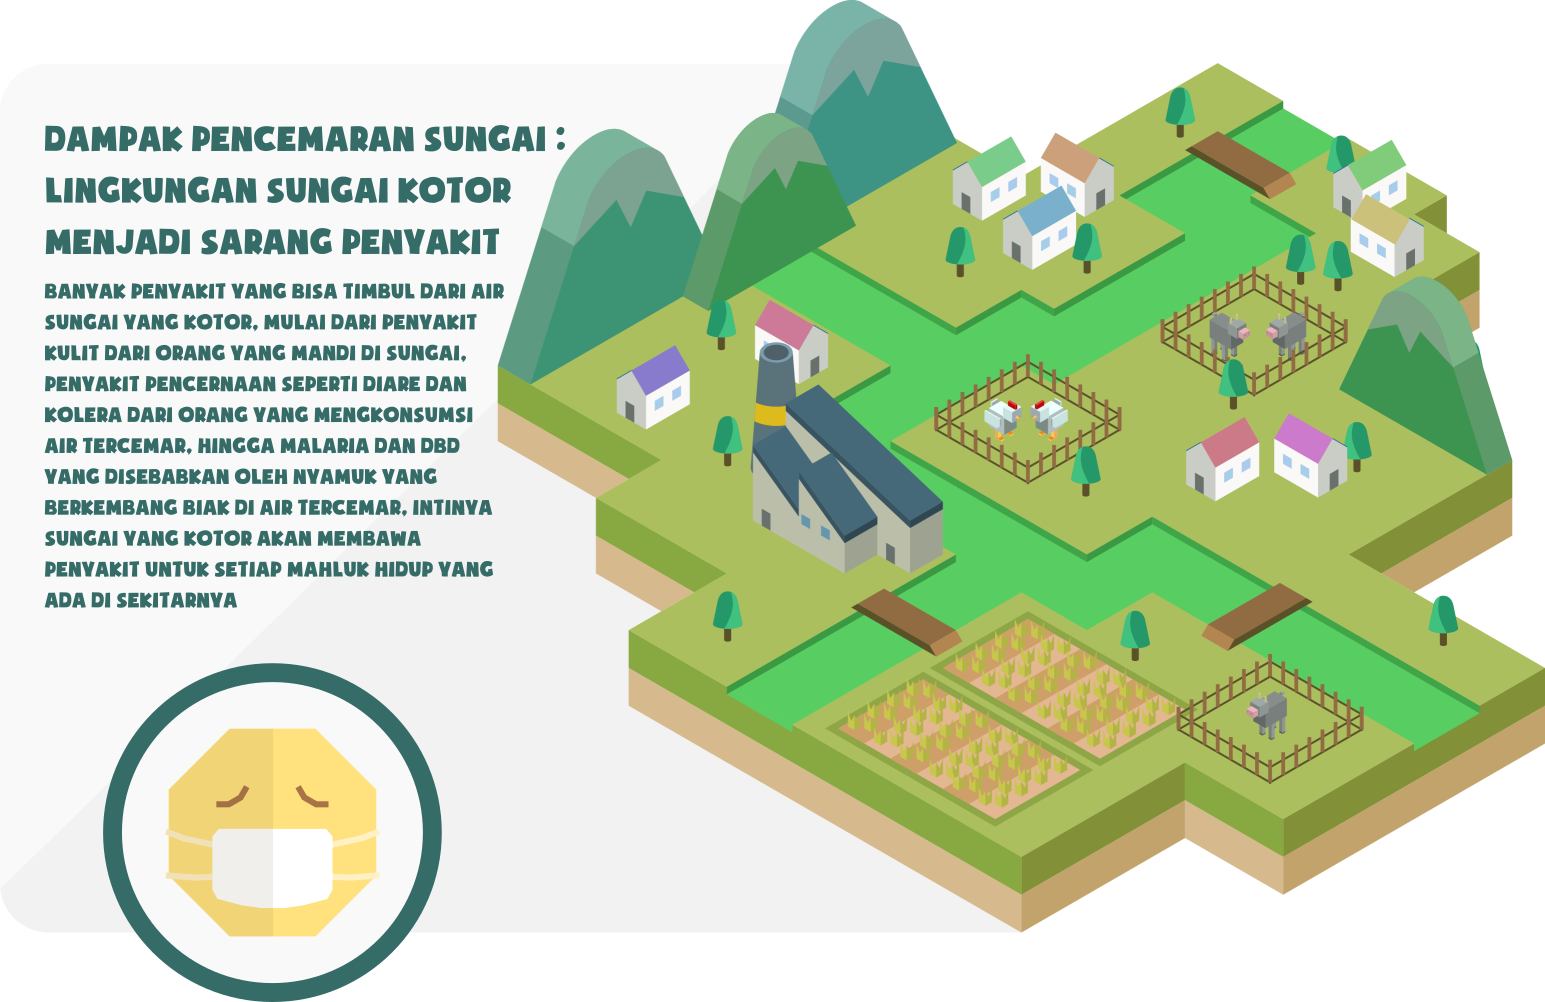 DAMPAK PENCEMARAN SUNGAI :
LINGKUNGAN SUNGAI KOTOR
MENJADI SARANG PENYAKIT
BANYAK PENYAKIT YANG BISA TIMBUL DARI AIR
SUNGAI YANG KOTOR, MULAI DARI PENYAKIT
KULIT DARI ORANG YANG MANDI DI SUNGAI,
PENYAKIT PENCERNAAN SEPERTI DIARE DAN
KOLERA DARI ORANG YANG MENGKONSUMSI
AIR TERCEMAR, HINGGA MALARIA DAN DBD
YANG DISEBABKAN OLEH NYAMUK YANG
BERKEMBANG BIAK DI AIR TERCEMAR, INTINYA
SUNGAI YANG KOTOR AKAN MEMBAWA
PENYAKIT UNTUK SETIAP MAHLUK HIDUP YANG
ADA DI SEKITARNYA